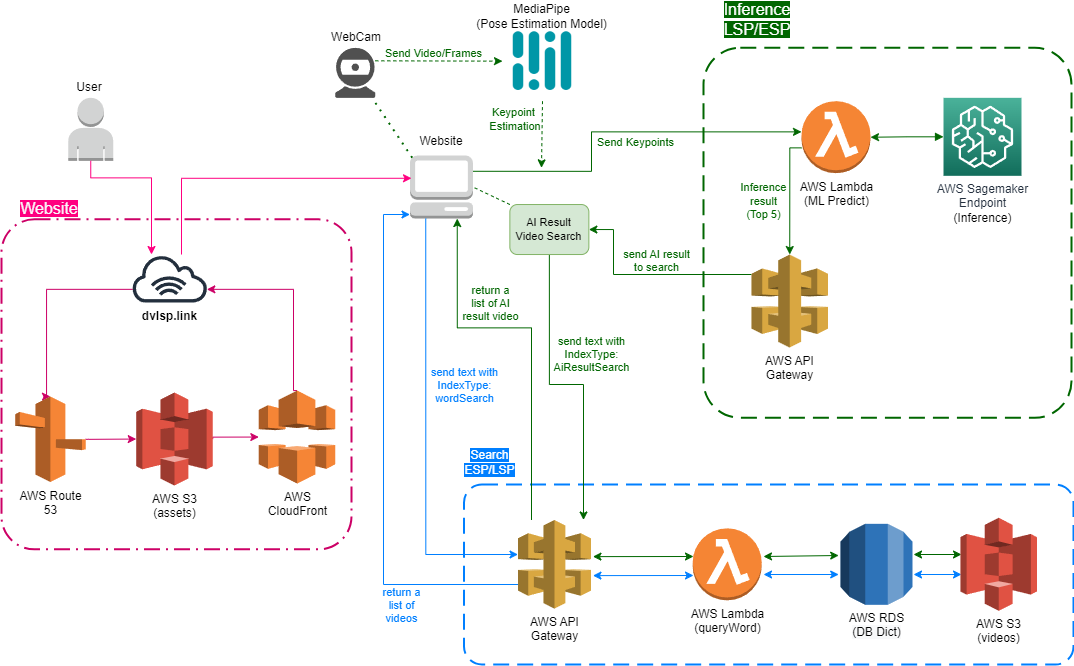 MediaPipe
(Pose Estimation Model)
Inference
LSP/ESP
WebCam
Send Video/Frames
User
Keypoint
Estimation
Website
Send Keypoints
AWS Lambda
(ML Predict)
AWS Sagemaker
Endpoint
(Inference)
Inference
result
(Top 5)
Website
AI Result
Video Search
send AI result
to search
dvlsp.link
return a
list of AI
result video
send text with
IndexType:
AiResultSearch
AWS API
Gateway
send text with
IndexType:
wordSearch
Search
ESP/LSP
AWS Route
53
AWS S3
(assets)
AWS
CloudFront
return a
list of
videos
AWS API
Gateway
AWS Lambda
(queryWord)
AWS RDS
(DB Dict)
AWS S3
(videos)